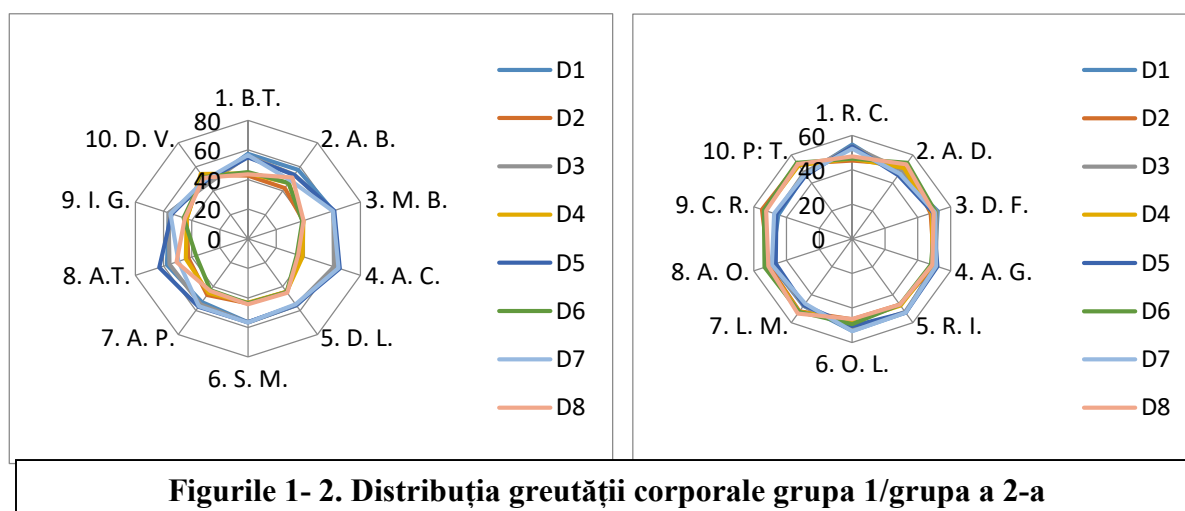 1. B.T.
2. A. B.
3. M. B.
4. A. C.
5. D. L.
6. S. M.
7. A. P.
8. A.T.
9. I. G.
10. D. V.
80
60
40
20
0
D1
D2
D3
D4
D5
D6
D7
D8
1. R. C.
2. A. D.
3. D. F.
4. A. G.
5. R. I.
6. O. L.
7. L. M.
8. A. O.
9. C. R.
10. P: T.
60
40
20
0
D1
D2
D3
D4
D5
D6
D7
D8
Figurile 1- 2. Distribuția greutății corporale grupa 1/grupa a 2-a